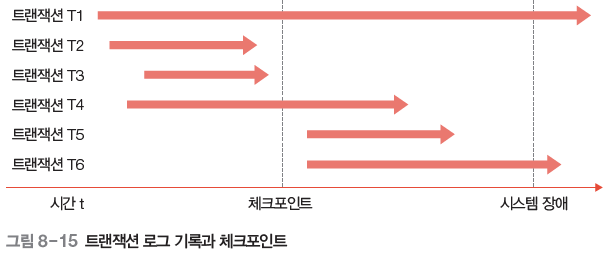 트랜잭션 T1
트랜잭션 T2
트랜잭션 T3
트랜잭션 T4
트랜잭션 T5
트랜잭션 T6
시간 t 체크포인트 시스템 장애
그림 8-15 트랜잭션 로그 기록과 체크포인트